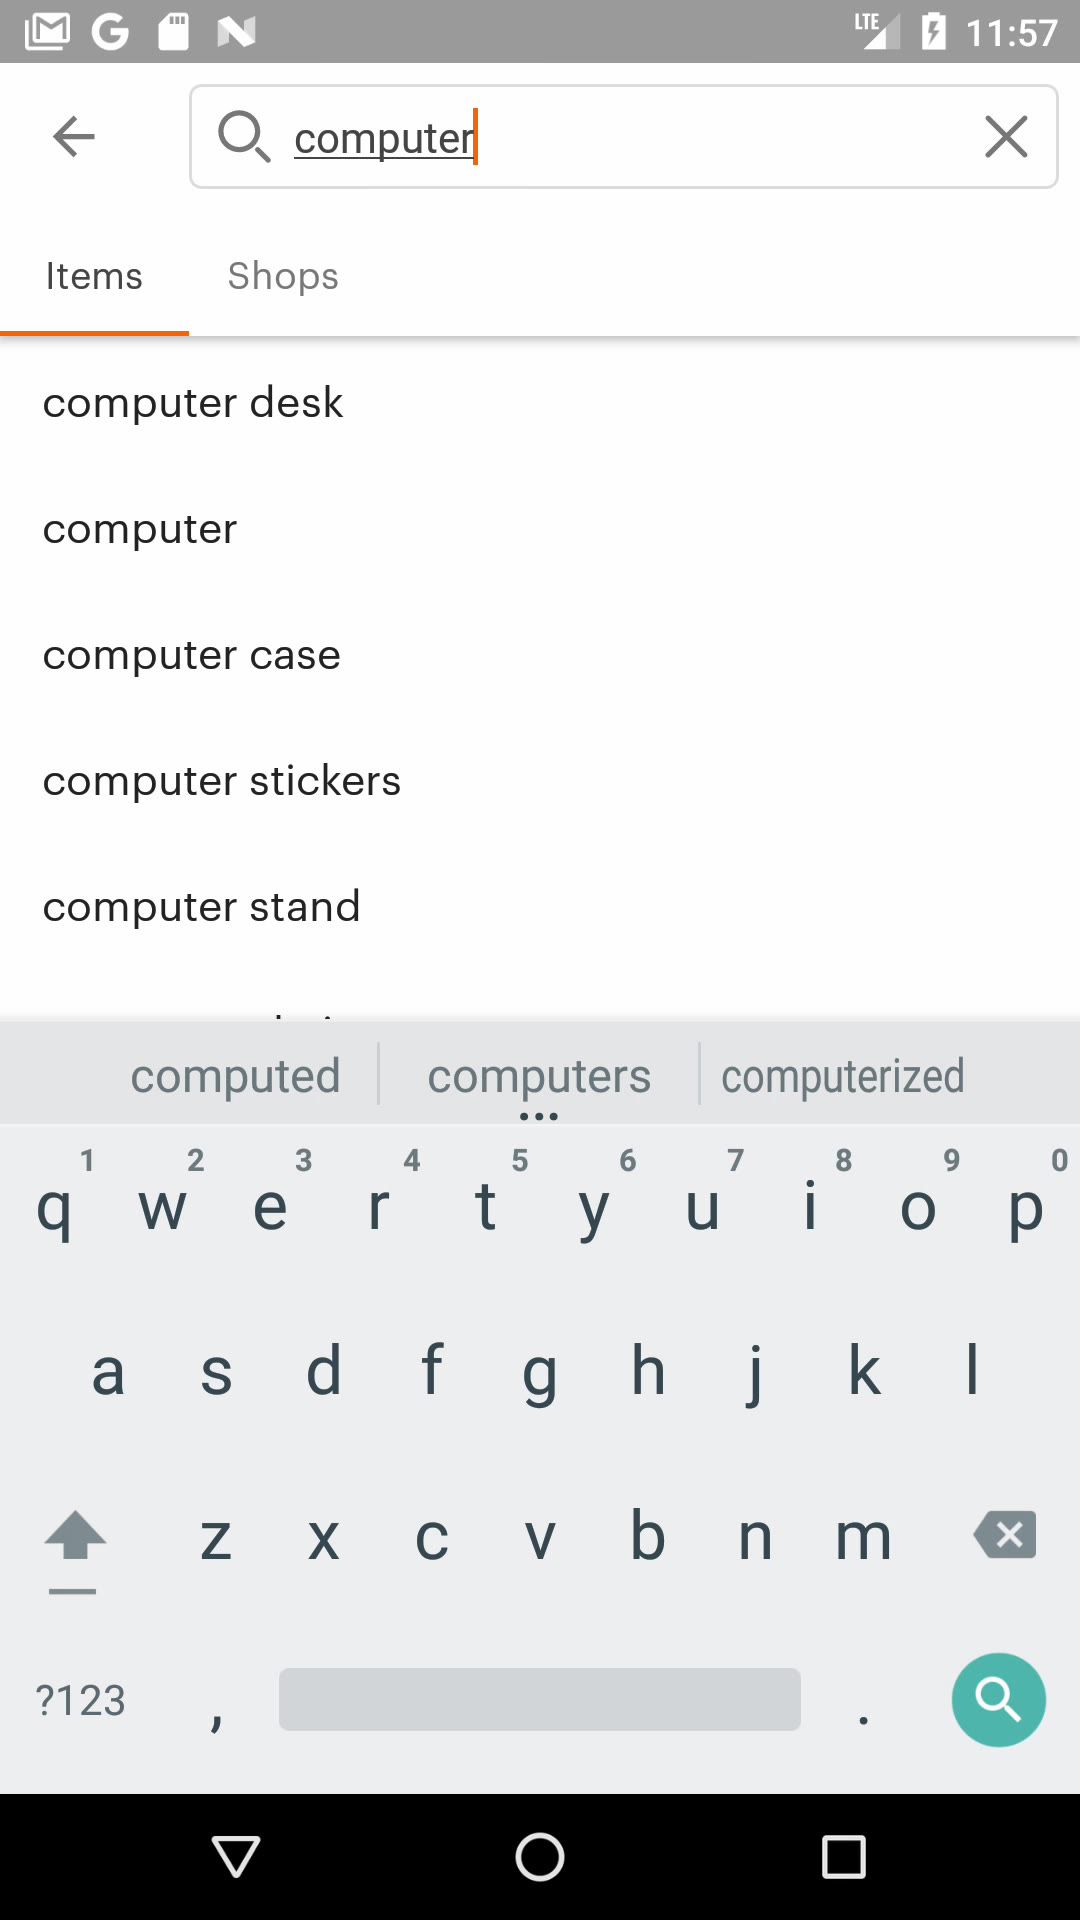 LTE 11:57
computer
Items Shops
computer desk
computer
computer case
computer stickers
computer stand
computed computers computerized
1 2 3 4 5 6 7 8 9 0
q w e r t y u i o p
a s d f g h j k l
z x c v b n m
?123 , .